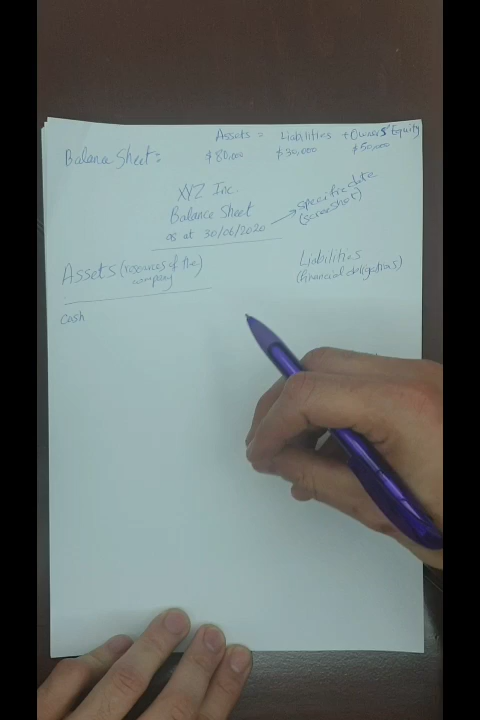 Assets = Liabilities + Owners' Equity
Balance Sheet: $80,000 $30,000 $50,000
XYZ Inc.
Balance Sheet
as at 30/06/2020 → specific date
(screenshot)
Assets (resources of the
company)
Liabilities
(financial obligations)
cash